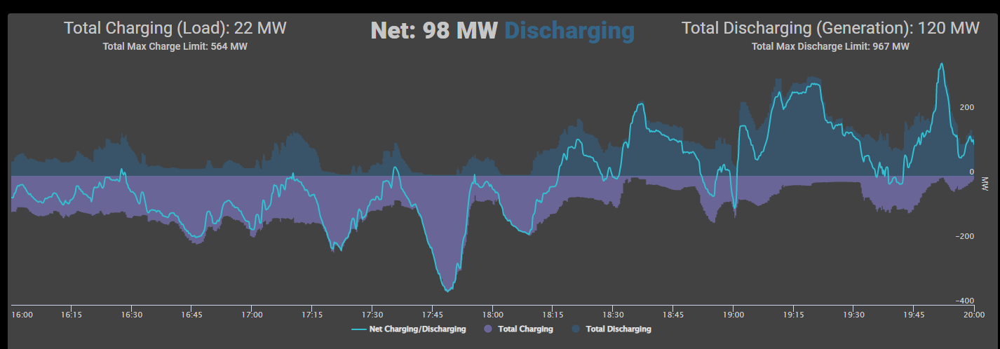 Total Charging (Load): 22 MW
Total Max Charge Limit: 564 MW
Net: 98 MW Discharging
Total Discharging (Generation): 120 MW
Total Max Discharge Limit: 967 MW
200
0
MW
-200
-400
16:00 16:15 16:30 16:45 17:00 17:15 17:30 17:45 18:00 18:15 18:30 18:45 19:00 19:15 19:30 19:45 20:00
Net Charging/Discharging Total Charging Total Discharging